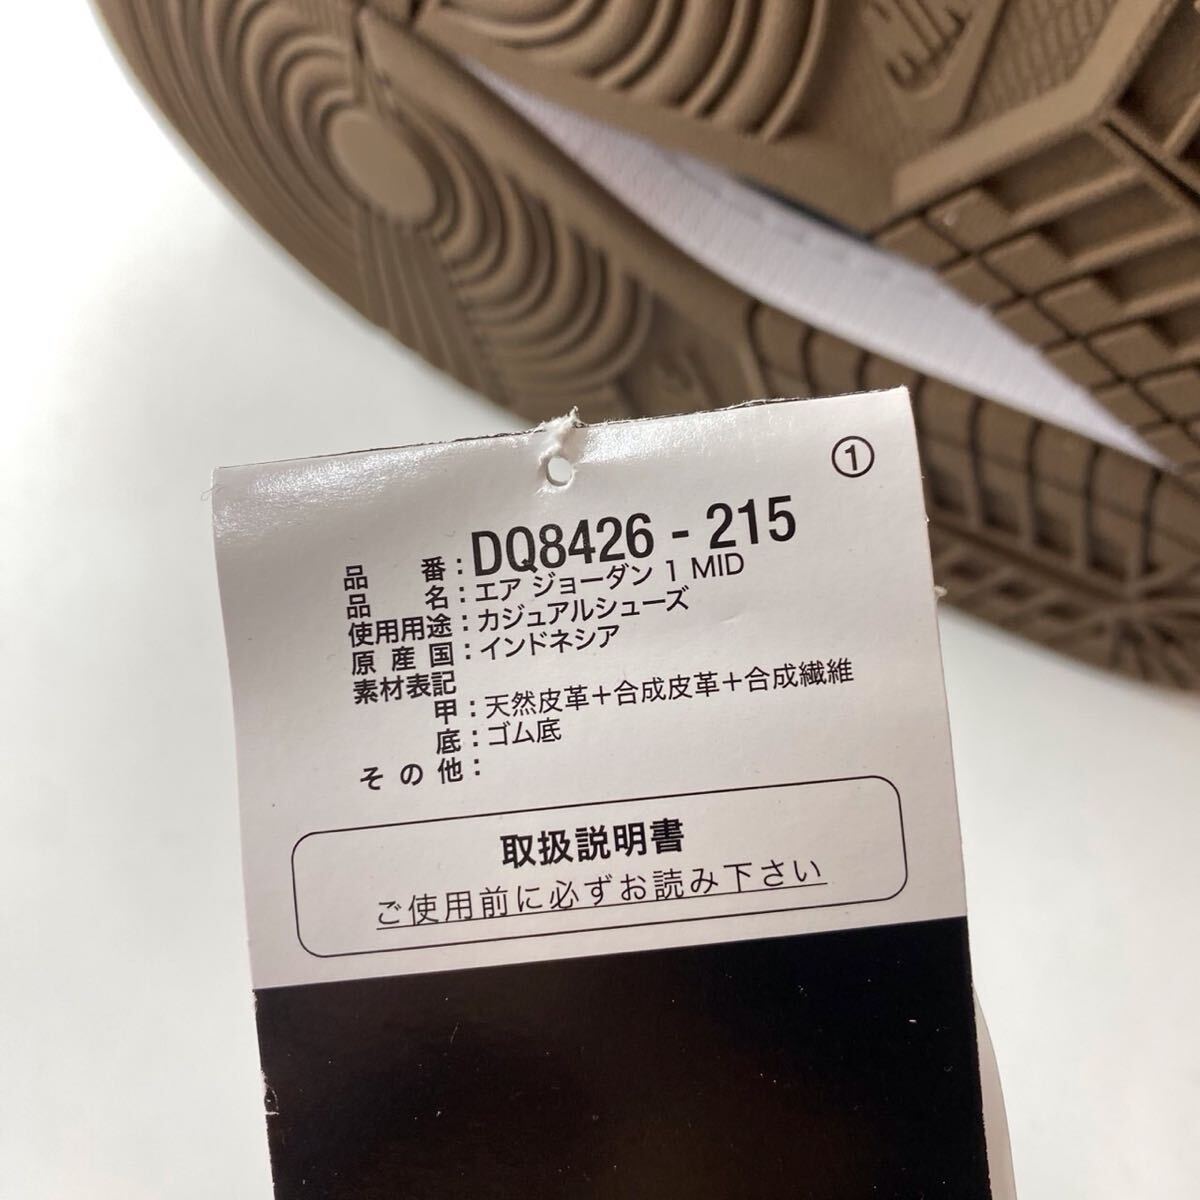 ①
品番：DQ8426 - 215
品名：エア ジョーダン 1 MID
使用用途：カジュアルシューズ
原産国：インドネシア
素材表記
甲：天然皮革＋合成皮革＋合成繊維
底：ゴム底
その他：
取扱説明書
ご使用前に必ずお読み下さい